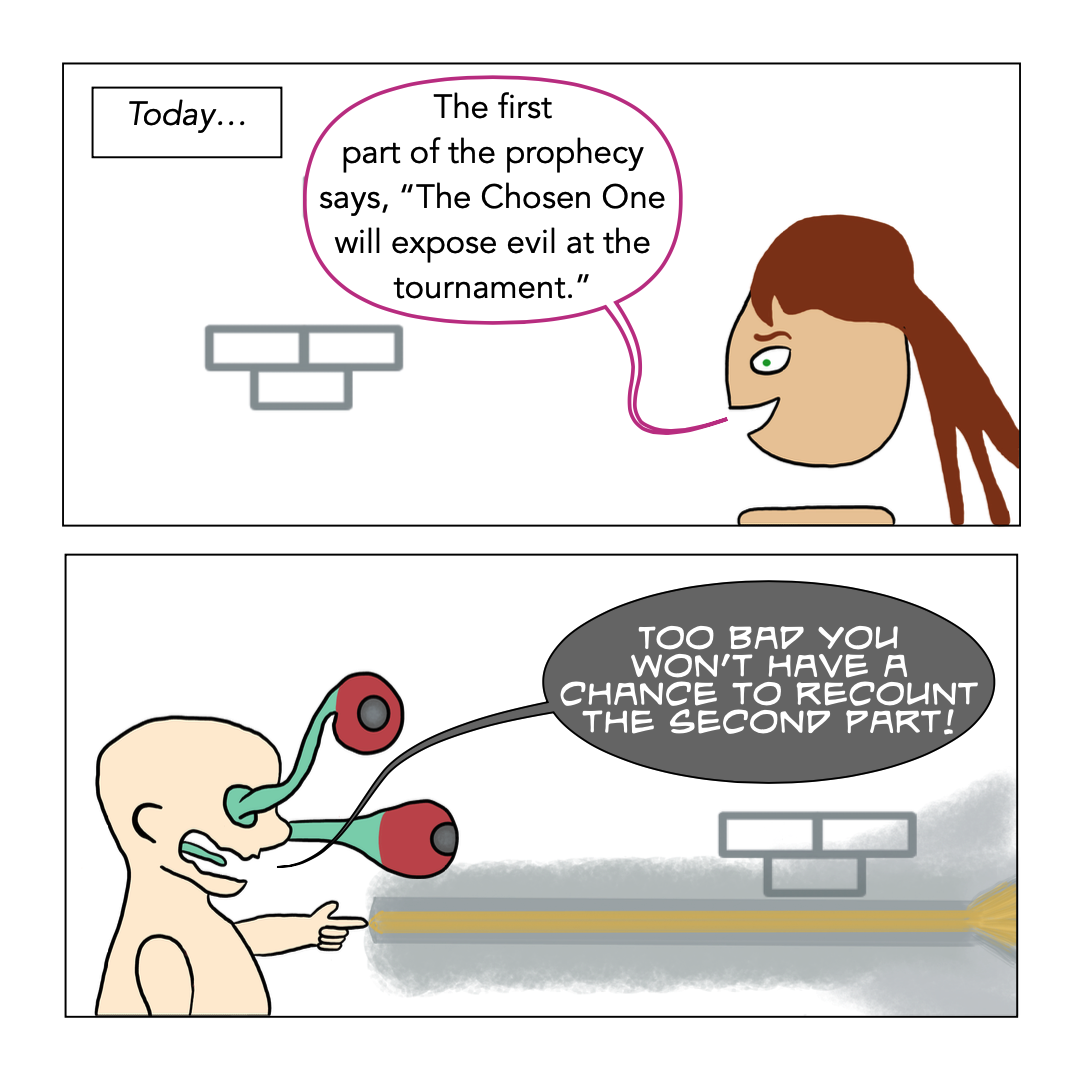 Today…
The first
part of the prophecy
says, “The Chosen One
will expose evil at the
tournament.”
TOO BAD YOU
WON'T HAVE A
CHANCE TO RECOUNT
THE SECOND PART!